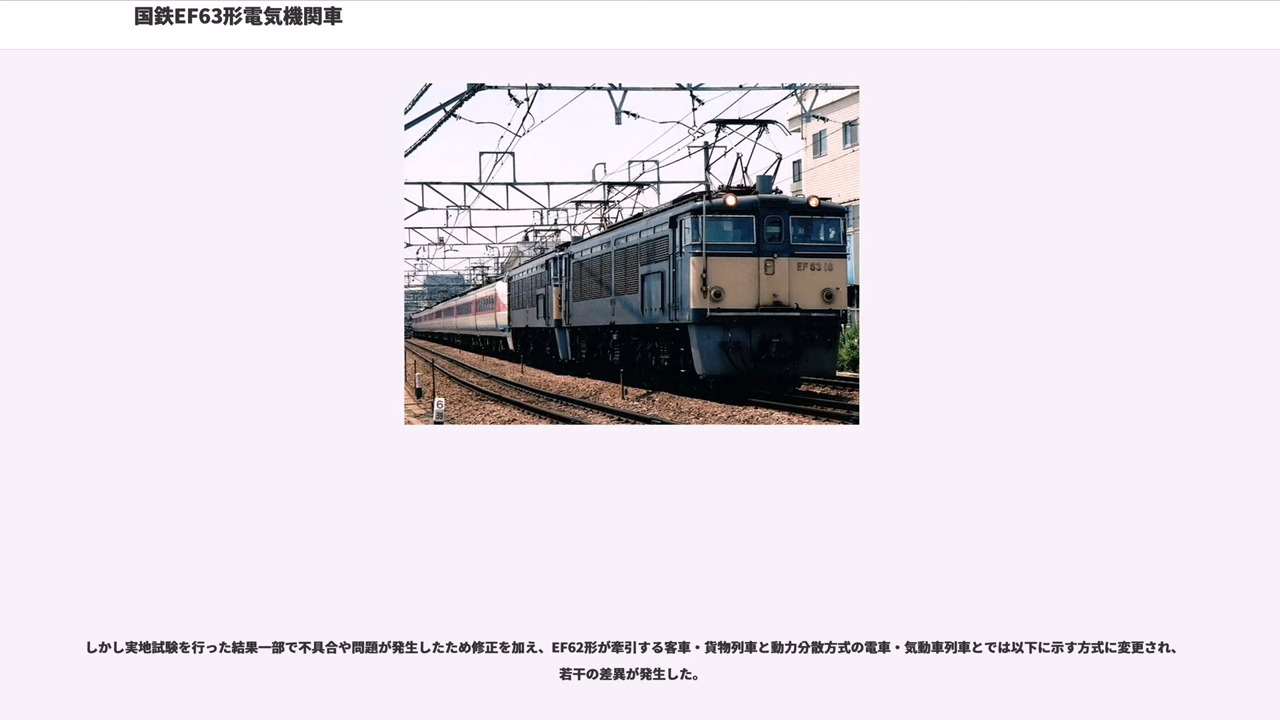 国鉄EF63形電気機関車
EF63 18
6
しかし実地試験を行った結果一部で不具合や問題が発生したため修正を加え、EF62形が牽引する客車・貨物列車と動力分散方式の電車・気動車列車とでは以下に示す方式に変更され、
若干の差異が発生した。